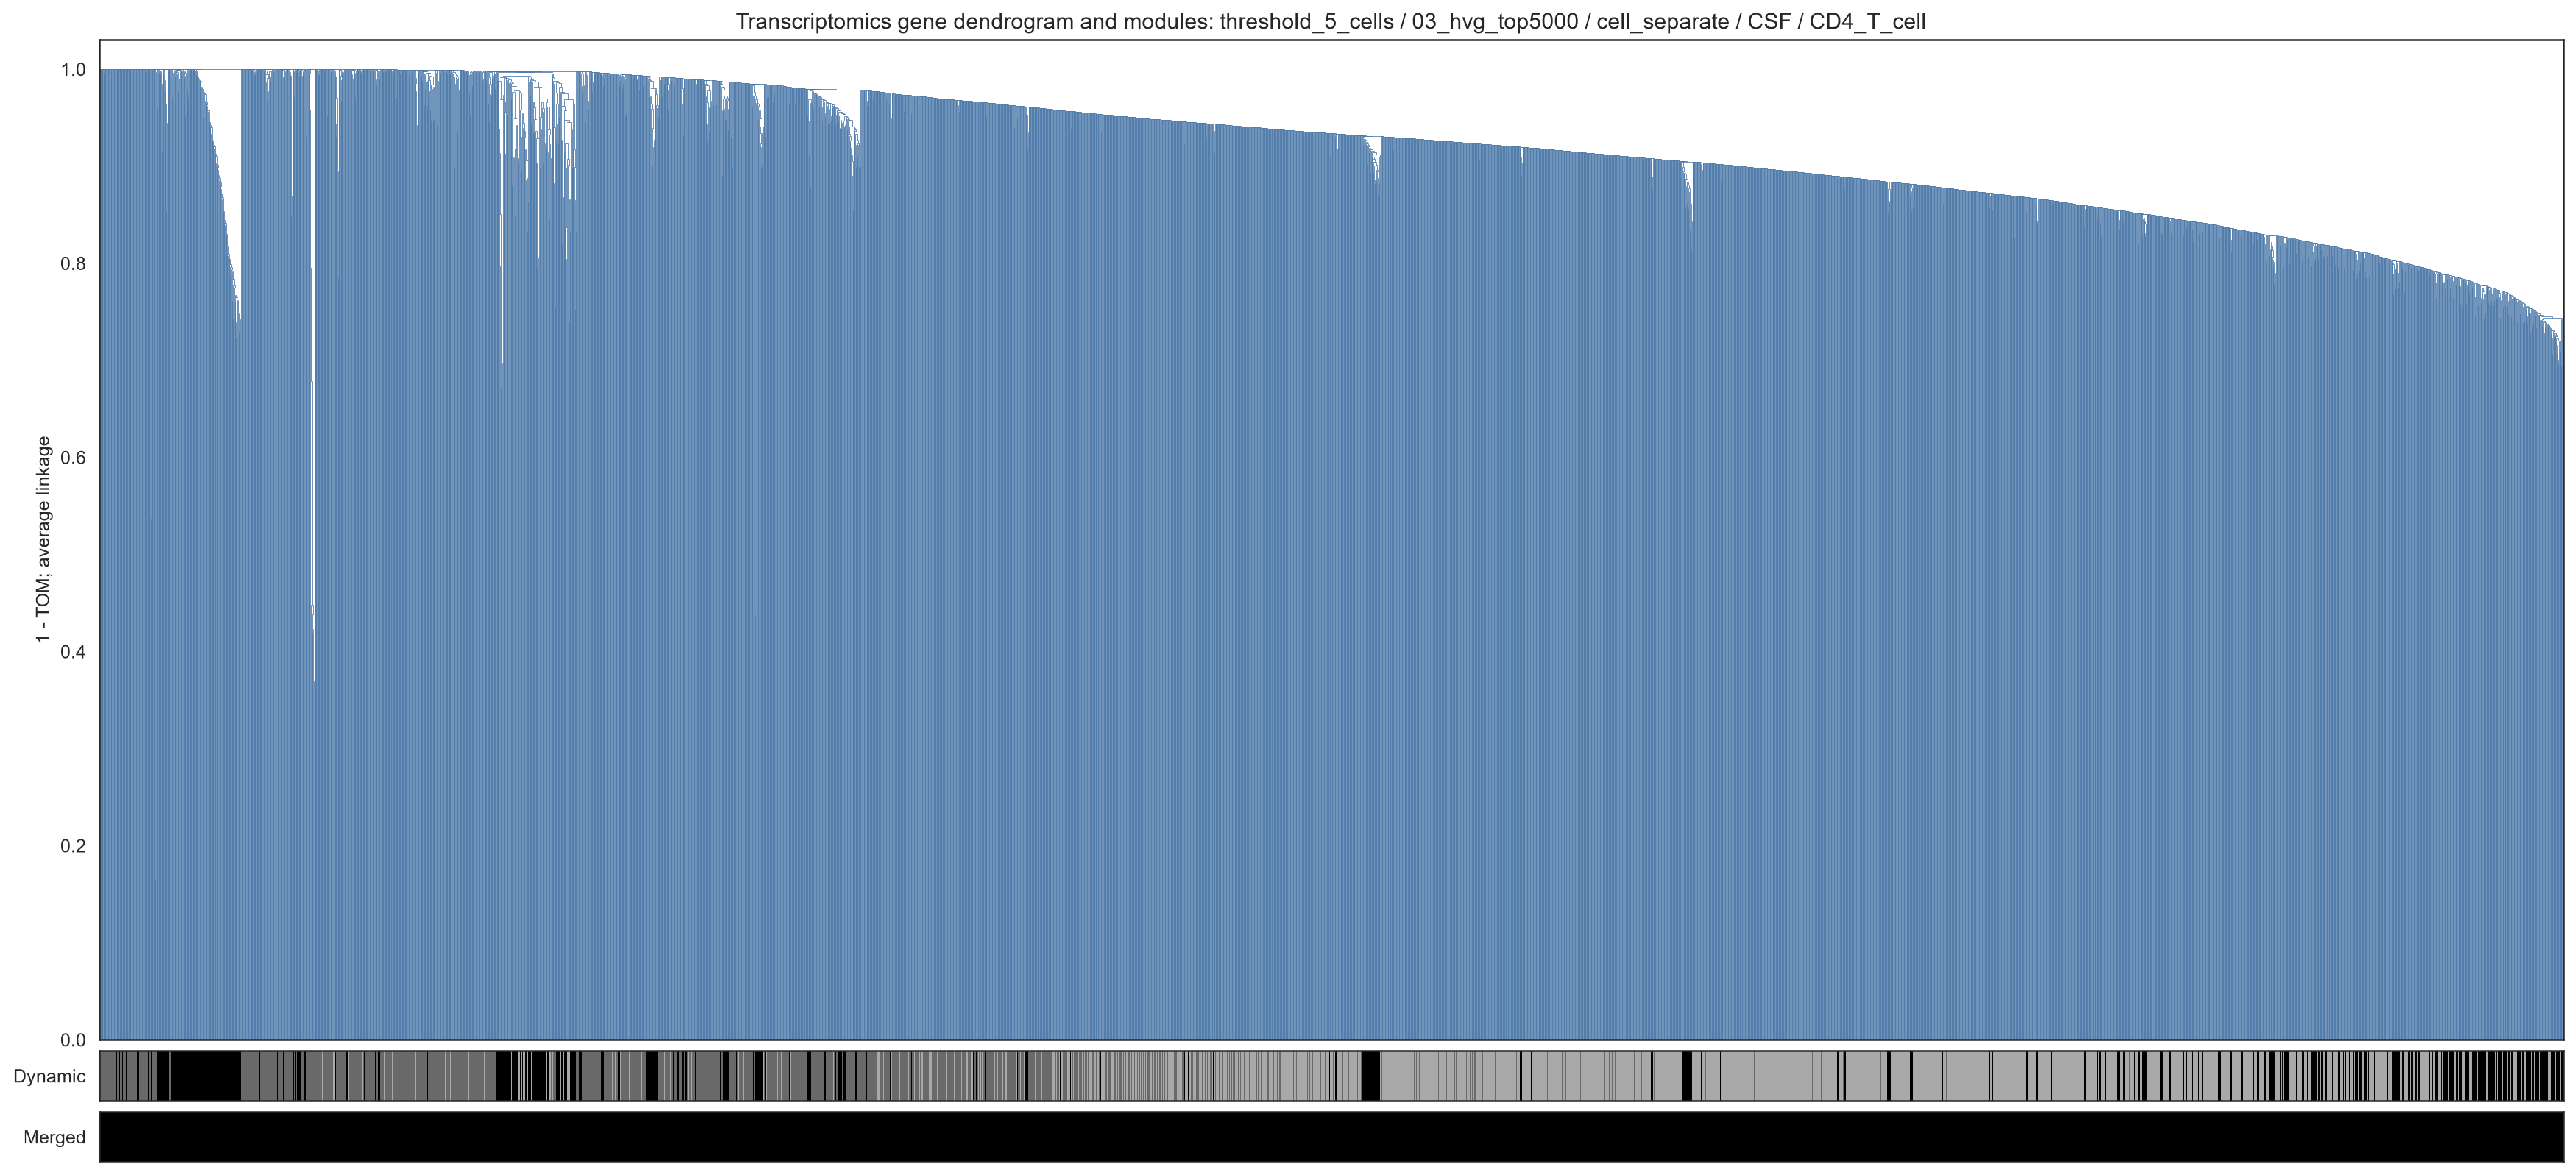 Transcriptomics gene dendrogram and modules: threshold_5_cells / 03_hvg_top5000 / cell_separate / CSF / CD4_T_cell
1.0
0.8
0.6
0.4
0.2
0.0
1 - TOM; average linkage
Dynamic
Merged